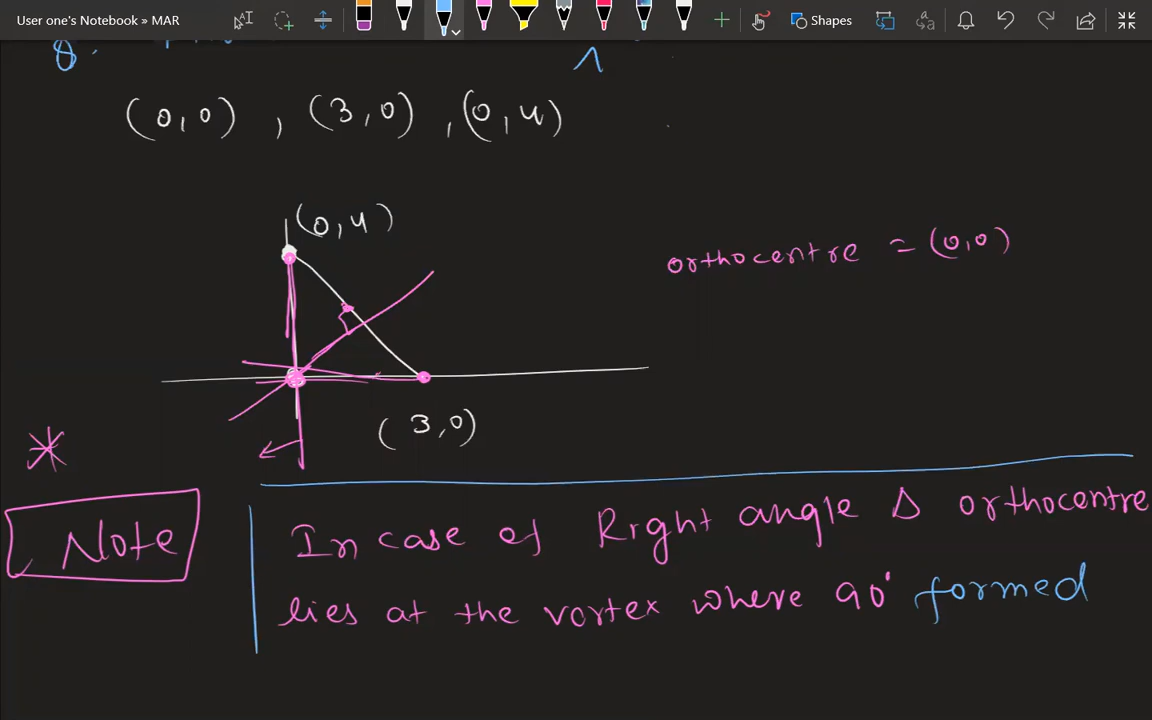 User one's Notebook » MAR
Shapes
Q.
(0,0) , (3,0) , (0,4)
(0,4)
orthocentre = (0,0)
(3,0)
Note
In case of Right angle Δ orthocentre
lies at the vortex where 90° formed